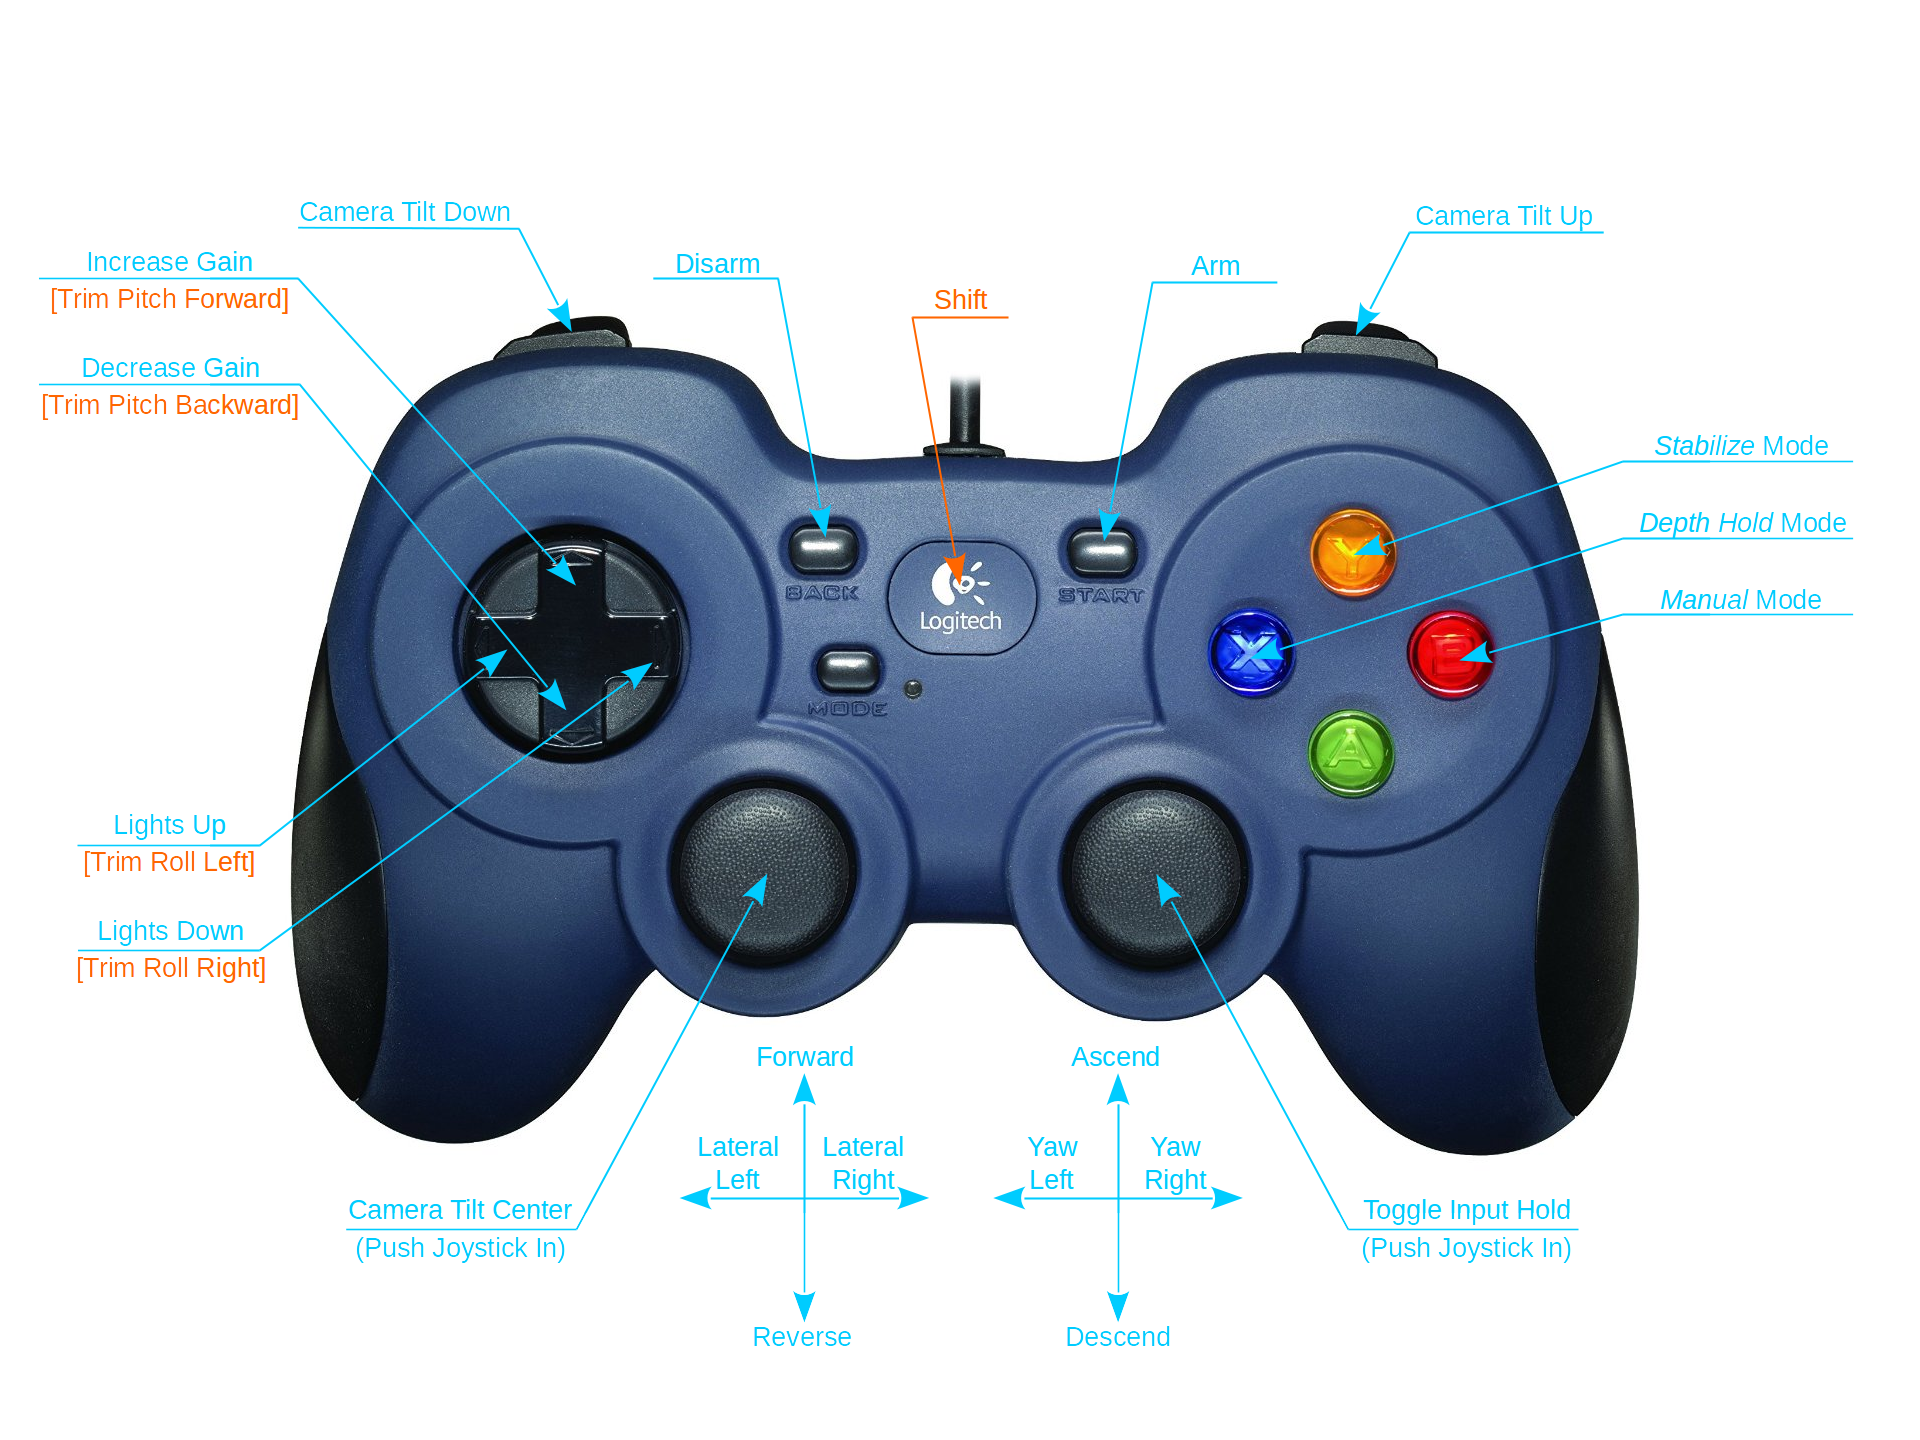 Camera Tilt Down
Camera Tilt Up
Increase Gain
[Trim Pitch Forward]
Disarm
Arm
Shift
Decrease Gain
[Trim Pitch Backward]
Stabilize Mode
Depth Hold Mode
Manual Mode
Y
X
B
A
BACK
START
Logitech
MODE
Lights Up
[Trim Roll Left]
Lights Down
[Trim Roll Right]
Forward
Lateral
Left
Lateral
Right
Reverse
Ascend
Yaw
Left
Yaw
Right
Descend
Camera Tilt Center
(Push Joystick In)
Toggle Input Hold
(Push Joystick In)